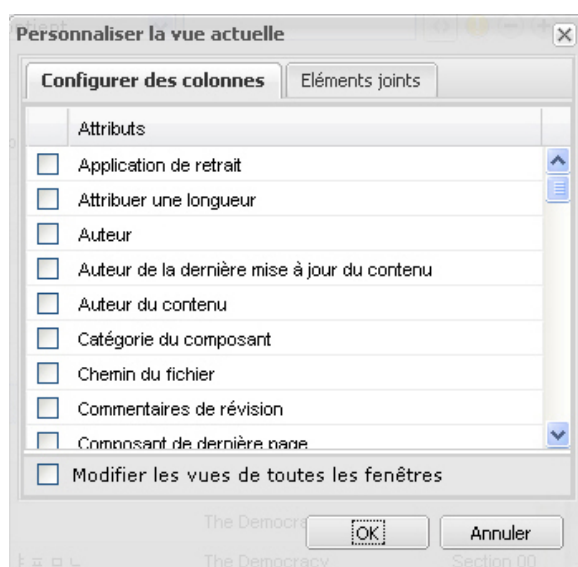 Personnaliser la vue actuelle
Configurer des colonnes
Eléments joints
Attributs
Application de retrait
Attribuer une longueur
Auteur
Auteur de la dernière mise à jour du contenu
Auteur du contenu
Catégorie du composant
Chemin du fichier
Commentaires de révision
Composant de dernière page
Modifier les vues de toutes les fenêtres
The Democra
OK
Annuler
The Democracy
Section 00